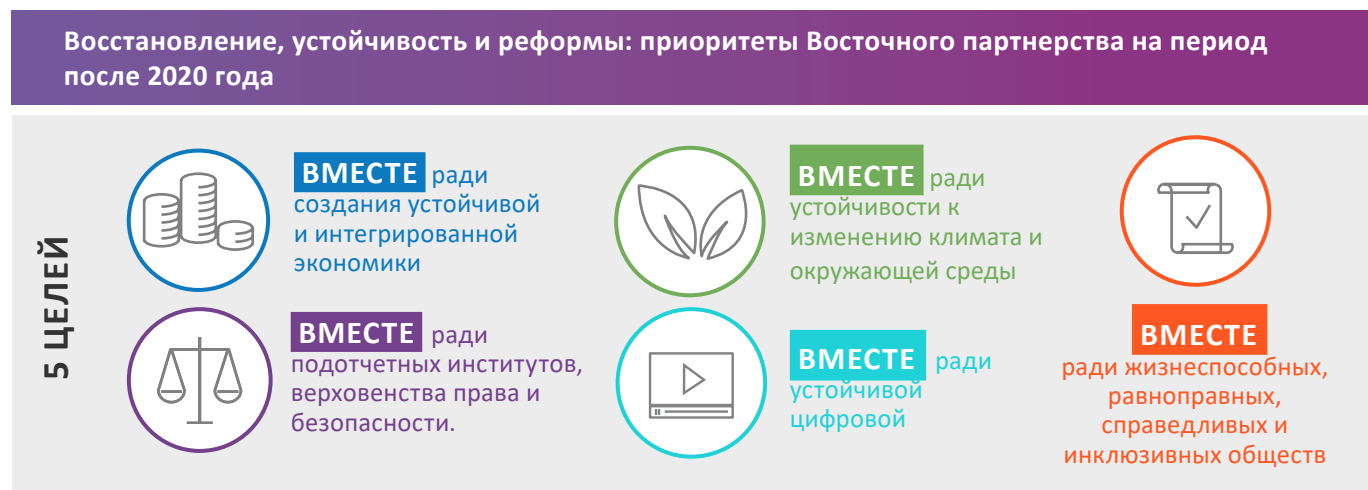 Восстановление, устойчивость и реформы: приоритеты Восточного партнерства на период
после 2020 года
5 ЦЕЛЕЙ
ВМЕСТЕ ради
создания устойчивой
и интегрированной
экономики
ВМЕСТЕ ради
устойчивости к
изменению климата и
окружающей среды
ВМЕСТЕ ради
подотчетных институтов,
верховенства права и
безопасности.
ВМЕСТЕ ради
устойчивой
цифровой
ВМЕСТЕ
ради жизнеспособных,
равноправных,
справедливых и
инклюзивных обществ